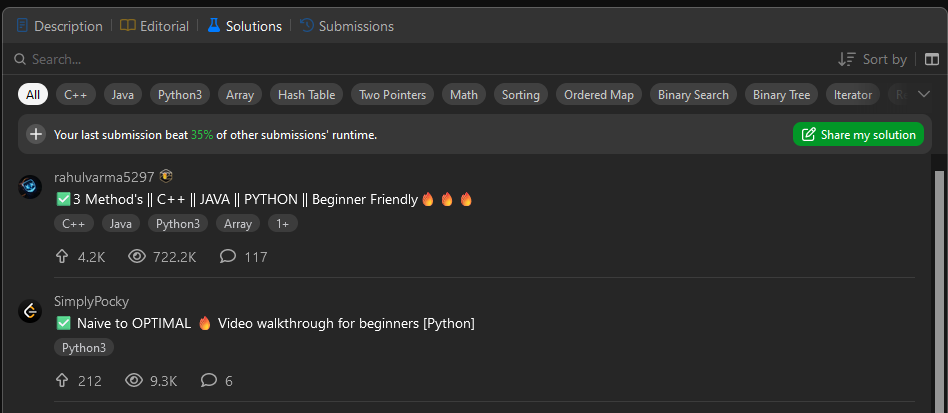 Description Editorial Solutions Submissions
Search... Sort by
All C++ Java Python3 Array Hash Table Two Pointers Math Sorting Ordered Map Binary Search Binary Tree Iterator
Your last submission beat 35% of other submissions' runtime. Share my solution
rahulvarma5297
✅3 Method's || C++ || JAVA || PYTHON || Beginner Friendly🔥🔥🔥
C++ Java Python3 Array 1+
4.2K 722.2K 117
SimplyPocky
✅ Naive to OPTIMAL 🔥 Video walkthrough for beginners [Python]
Python3
212 9.3K 6